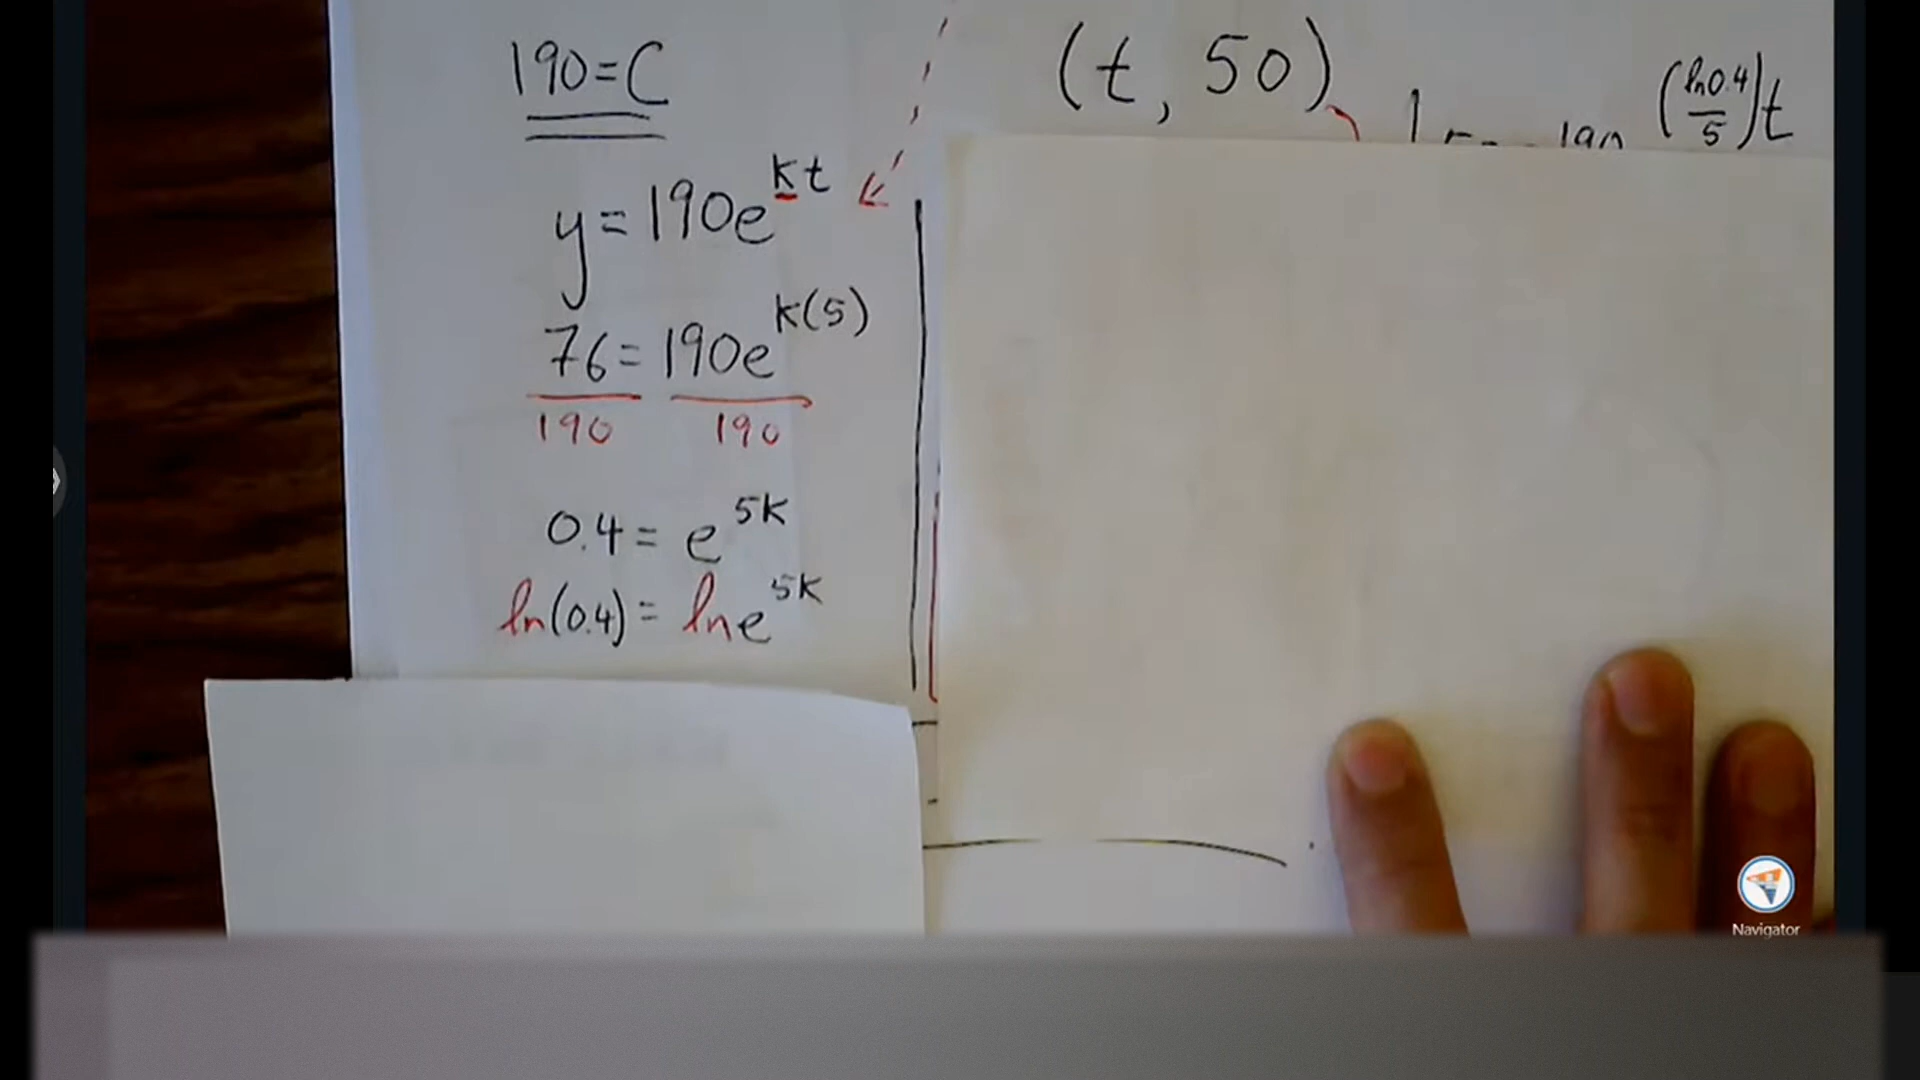 190=C
y=190e^kt
76=190e^k(5)
190 190
0.4=e^5k
ln(0.4)=lne^5k
(t, 50)
190 (ln0.4/5)t
Navigator